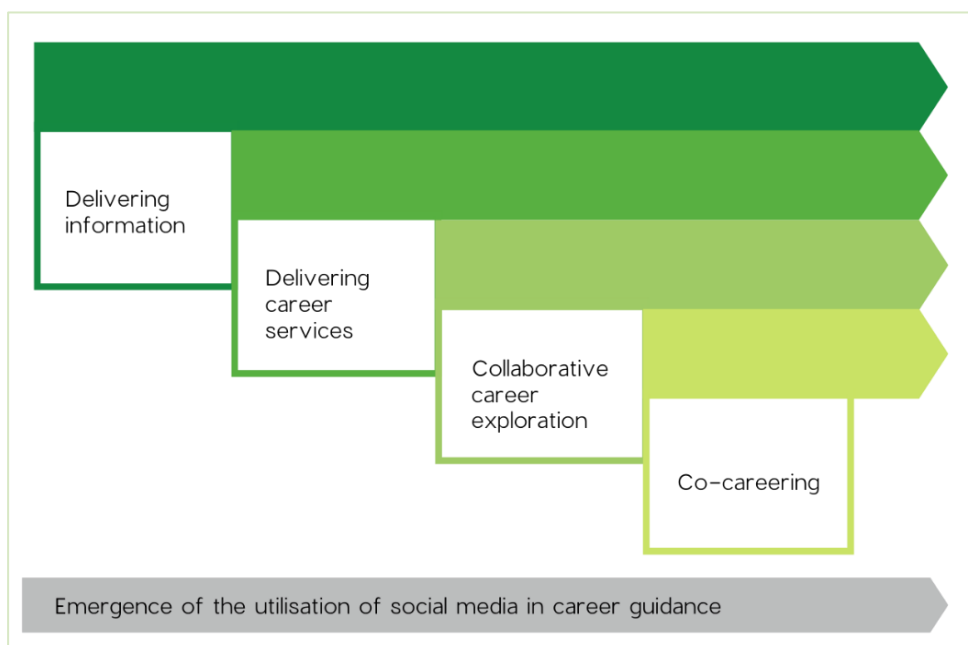 Delivering
information
Delivering
career
services
Collaborative
career
exploration
Co-careering
Emergence of the utilisation of social media in career guidance